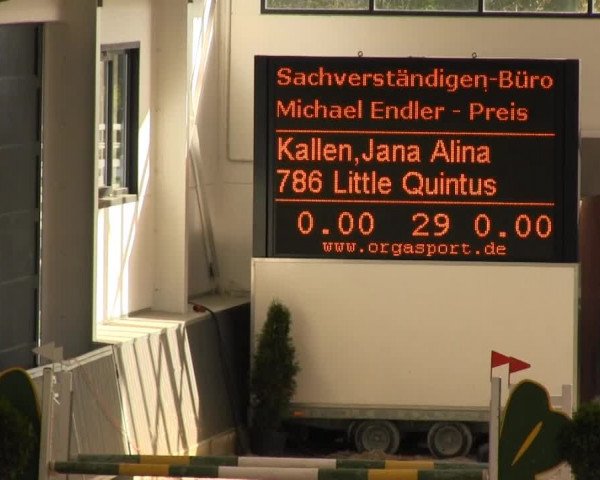 Sachverständigen-Büro
Michael Endler - Preis
Kallen,Jana Alina
786 Little Quintus
0.00 29 0.00
www.orgasport.de